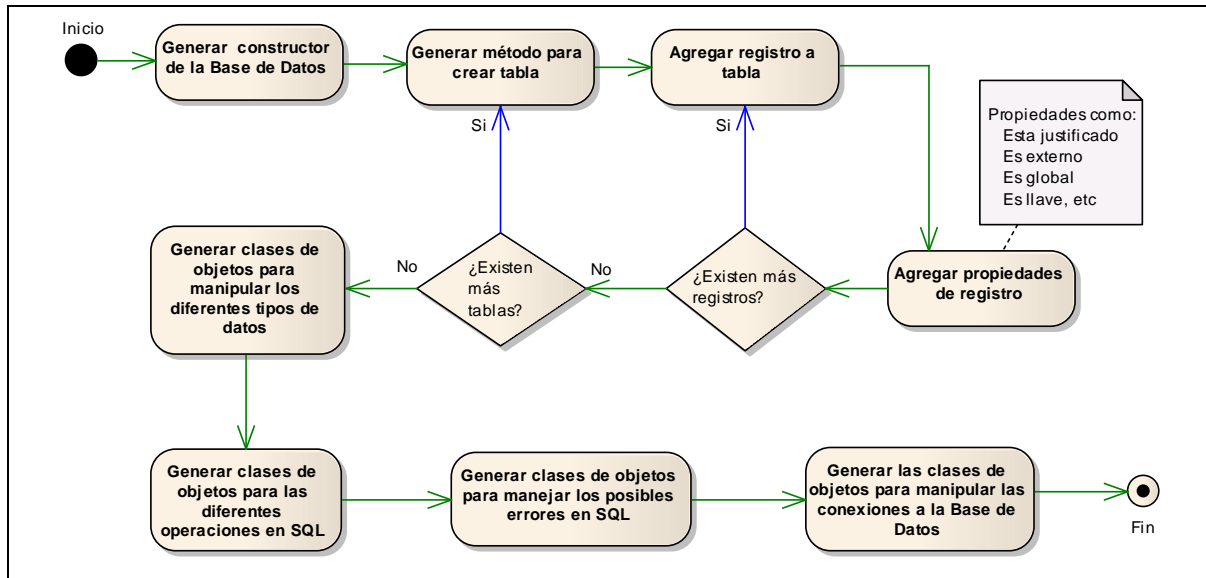 Inicio
Generar constructor
de la Base de Datos
Generar método para
crear tabla
Agregar registro a
tabla
Propiedades como:
Esta justificado
Es externo
Es global
Es llave, etc
Si
Si
Agregar propiedades
de registro
¿Existen más
registros?
No
¿Existen
más
tablas?
No
Generar clases de
objetos para
manipular los
diferentes tipos de
datos
Generar clases de
objetos para las
diferentes
operaciones en SQL
Generar clases de objetos
para manejar los posibles
errores en SQL
Generar las clases de
objetos para manipular las
conexiones a la Base de
Datos
Fin